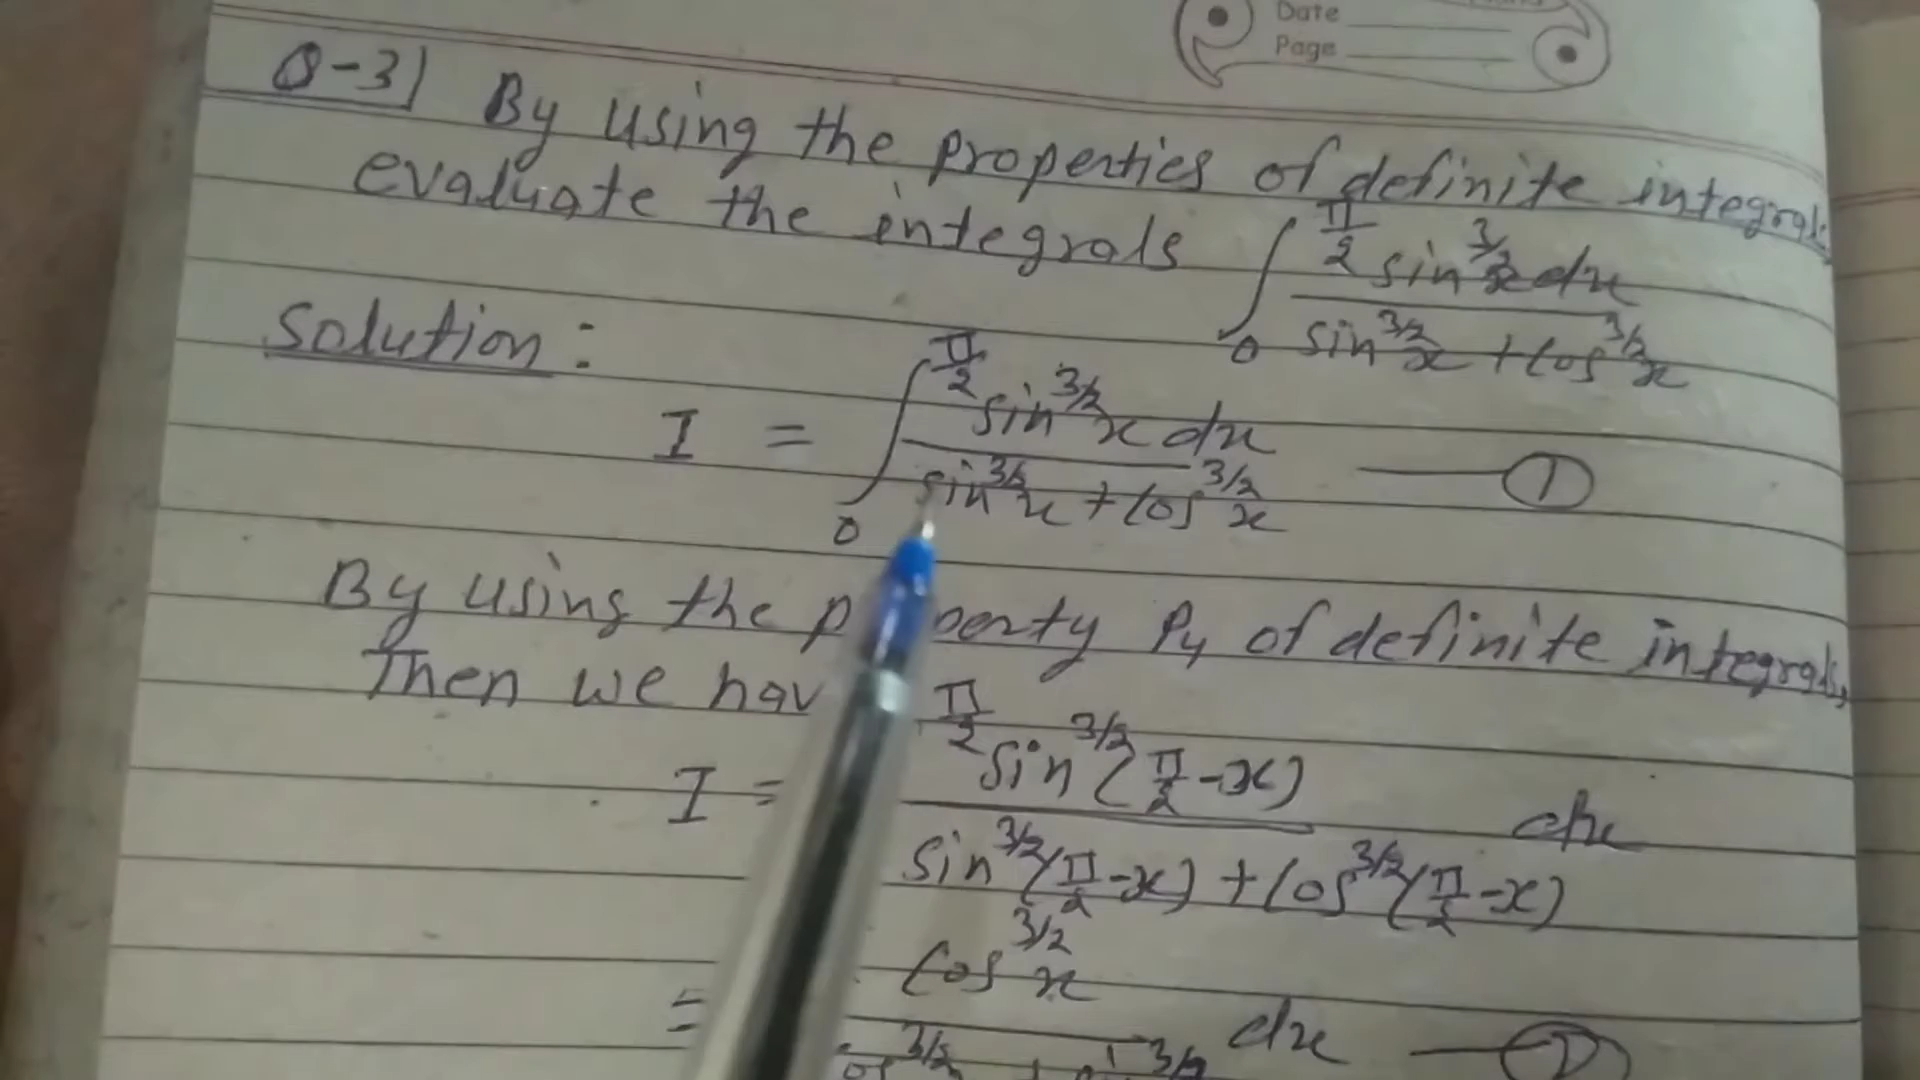 Date
Page
Q-3) By using the properties of definite integrals,
evaluate the integrals ∫₀^{π/2} sin^{3/2}x dx / (sin^{3/2}x + cos^{3/2}x)
Solution:
I = ∫₀^{π/2} sin^{3/2}x dx / (sin^{3/2}x + cos^{3/2}x) —— ①
By using the p perty P₄ of definite integrals,
Then we hav
I = π/2 sin^{3/2}(π/2-x) / (sin^{3/2}(π/2-x) + cos^{3/2}(π/2-x)) dx
= cos^{3/2}x dx —— ②